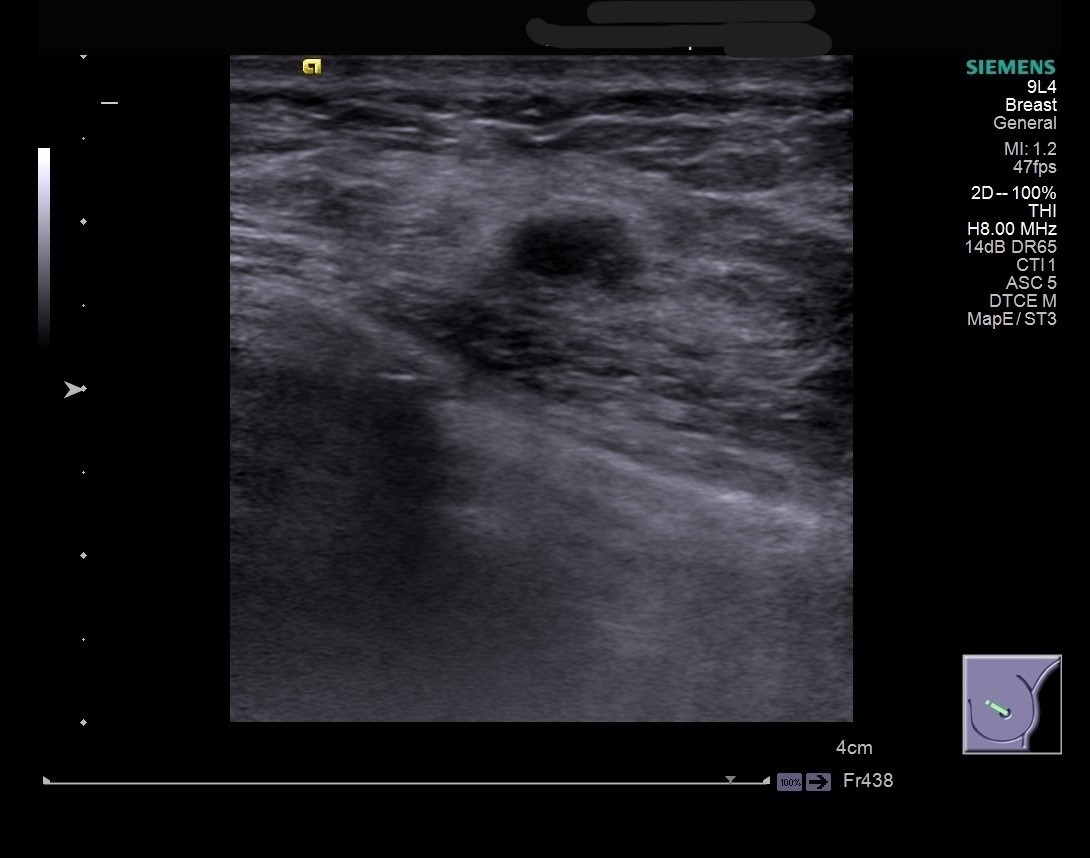 SIEMENS
9L4
Breast
General
MI: 1.2
47fps
2D--100%
THI
H8.00 MHz
14dB DR65
CTI 1
ASC 5
DTCE M
MapE/ST3
4cm
100%
Fr438